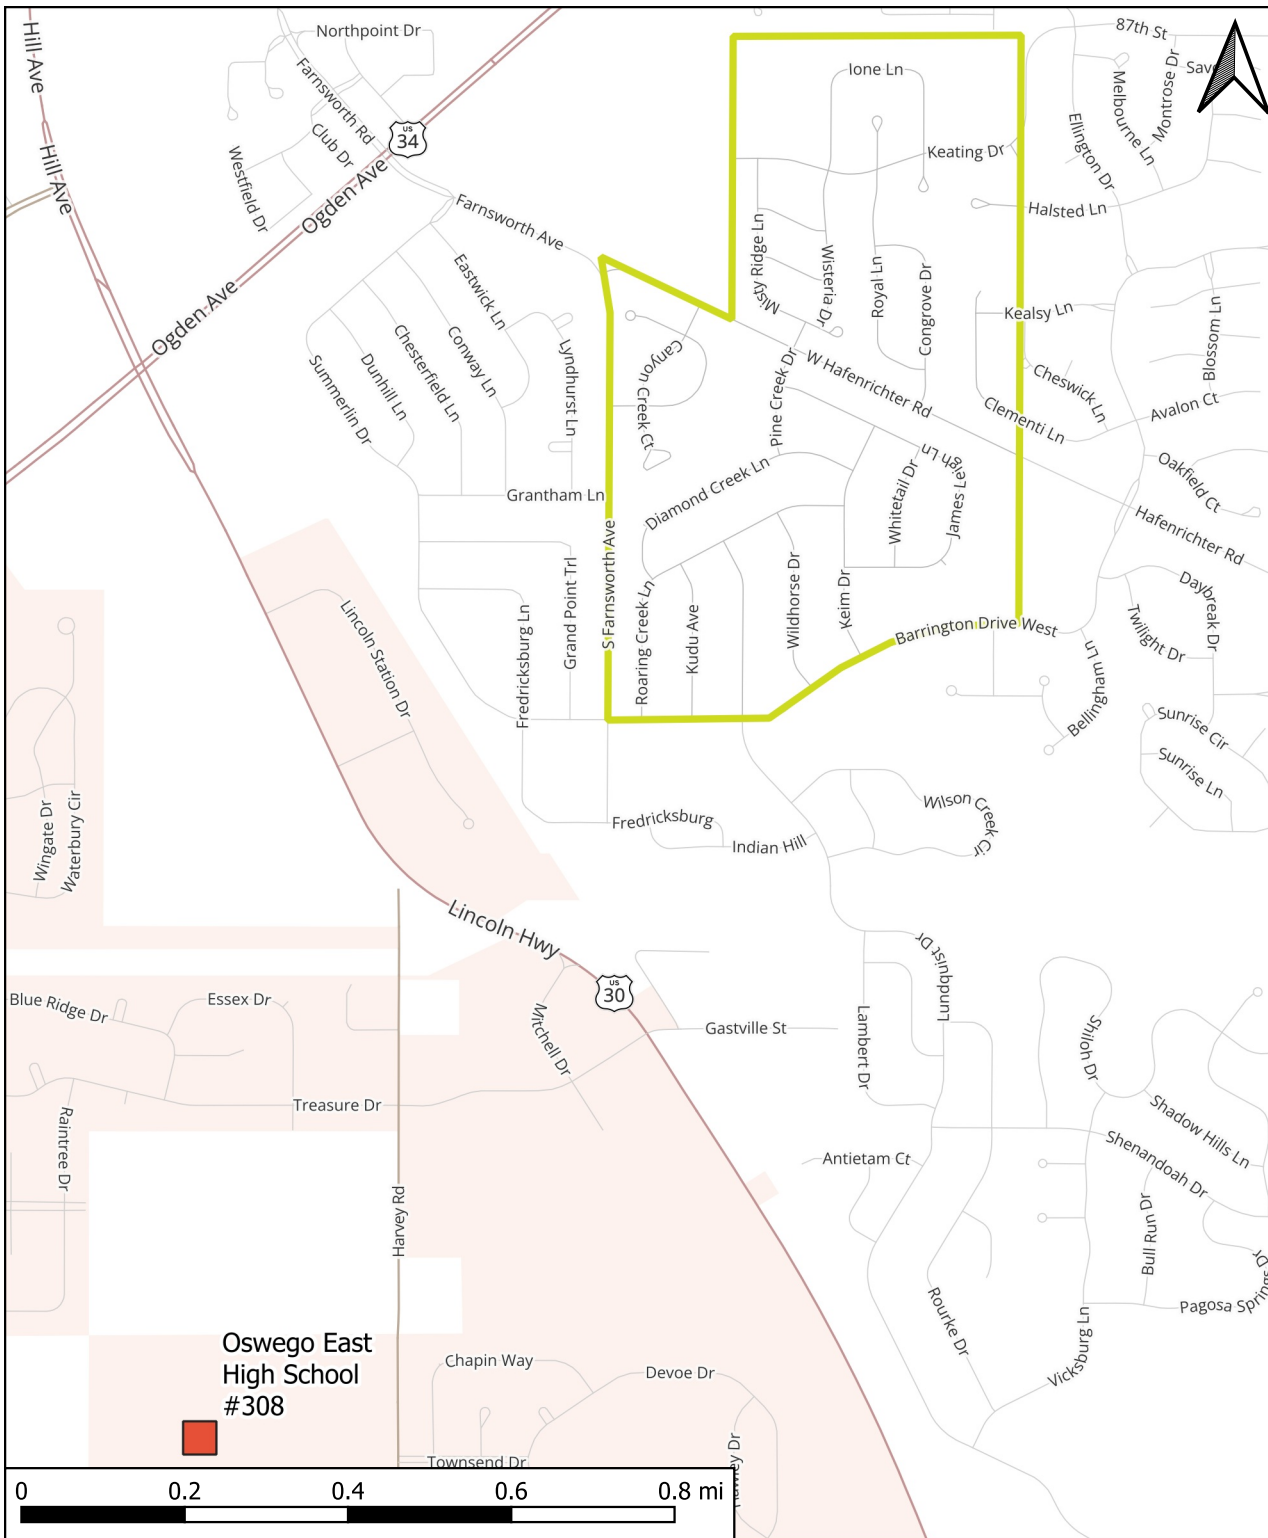 Hill Ave
Northpoint Dr
87th St
Ione Ln
Montrose Dr
Melbourne Ln
Farnsworth Rd
Club Dr
US
34
Ellington Dr
Keating Dr
Westfield Dr
Hill Ave
Ogden Ave
Farnsworth Ave
Halsted Ln
Misty Ridge Ln
Wisteria Dr
Royal Ln
Congrove Dr
Eastwick Ln
Misty
Kealsy Ln
Ogden Ave
Blossom Ln
Conway Ln
Chesterfield Ln
Dunhill Ln
Summerlin Dr
Lyndhurst Ln
Canyon Creek Ct
Pine Creek Dr
W Hafenrichter Rd
Cheswick Ln
Avalon Ct
Clementi Ln
Leigh Ln
Oakfield Ct
Diamond Creek Ln
Grantham Ln
Whitetail Dr
James Leigh
Hafenrichter Rd
S Farnsworth Ave
Grand Point Trl
Fredricksburg Ln
Roaring Creek Ln
Kudu Ave
Wildhorse Dr
Keim Dr
Barrington Drive West
Daybreak Dr
Twilight Dr
Lincoln Station Dr
Bellingham Ln
Sunrise Cir
Sunrise Ln
Wingate Dr
Waterbury Cir
Fredricksburg
Indian Hill
Wilson Creek Cir
Lincoln Hwy
Lundquist Dr
US
30
Blue Ridge Dr
Essex Dr
Mitchell Dr
Gastville St
Lambert Dr
Shiloh Dr
Treasure Dr
Raintree Dr
Shadow Hills Ln
Antietam Ct
Shenandoah Dr
Harvey Rd
Bull Run Dr
Dr
Pagosa Springs
Rourke Dr
Vicksburg Ln
Oswego East
High School
#308
Chapin Way
Devoe Dr
Townsend Dr
0 0.2 0.4 0.6 0.8 mi